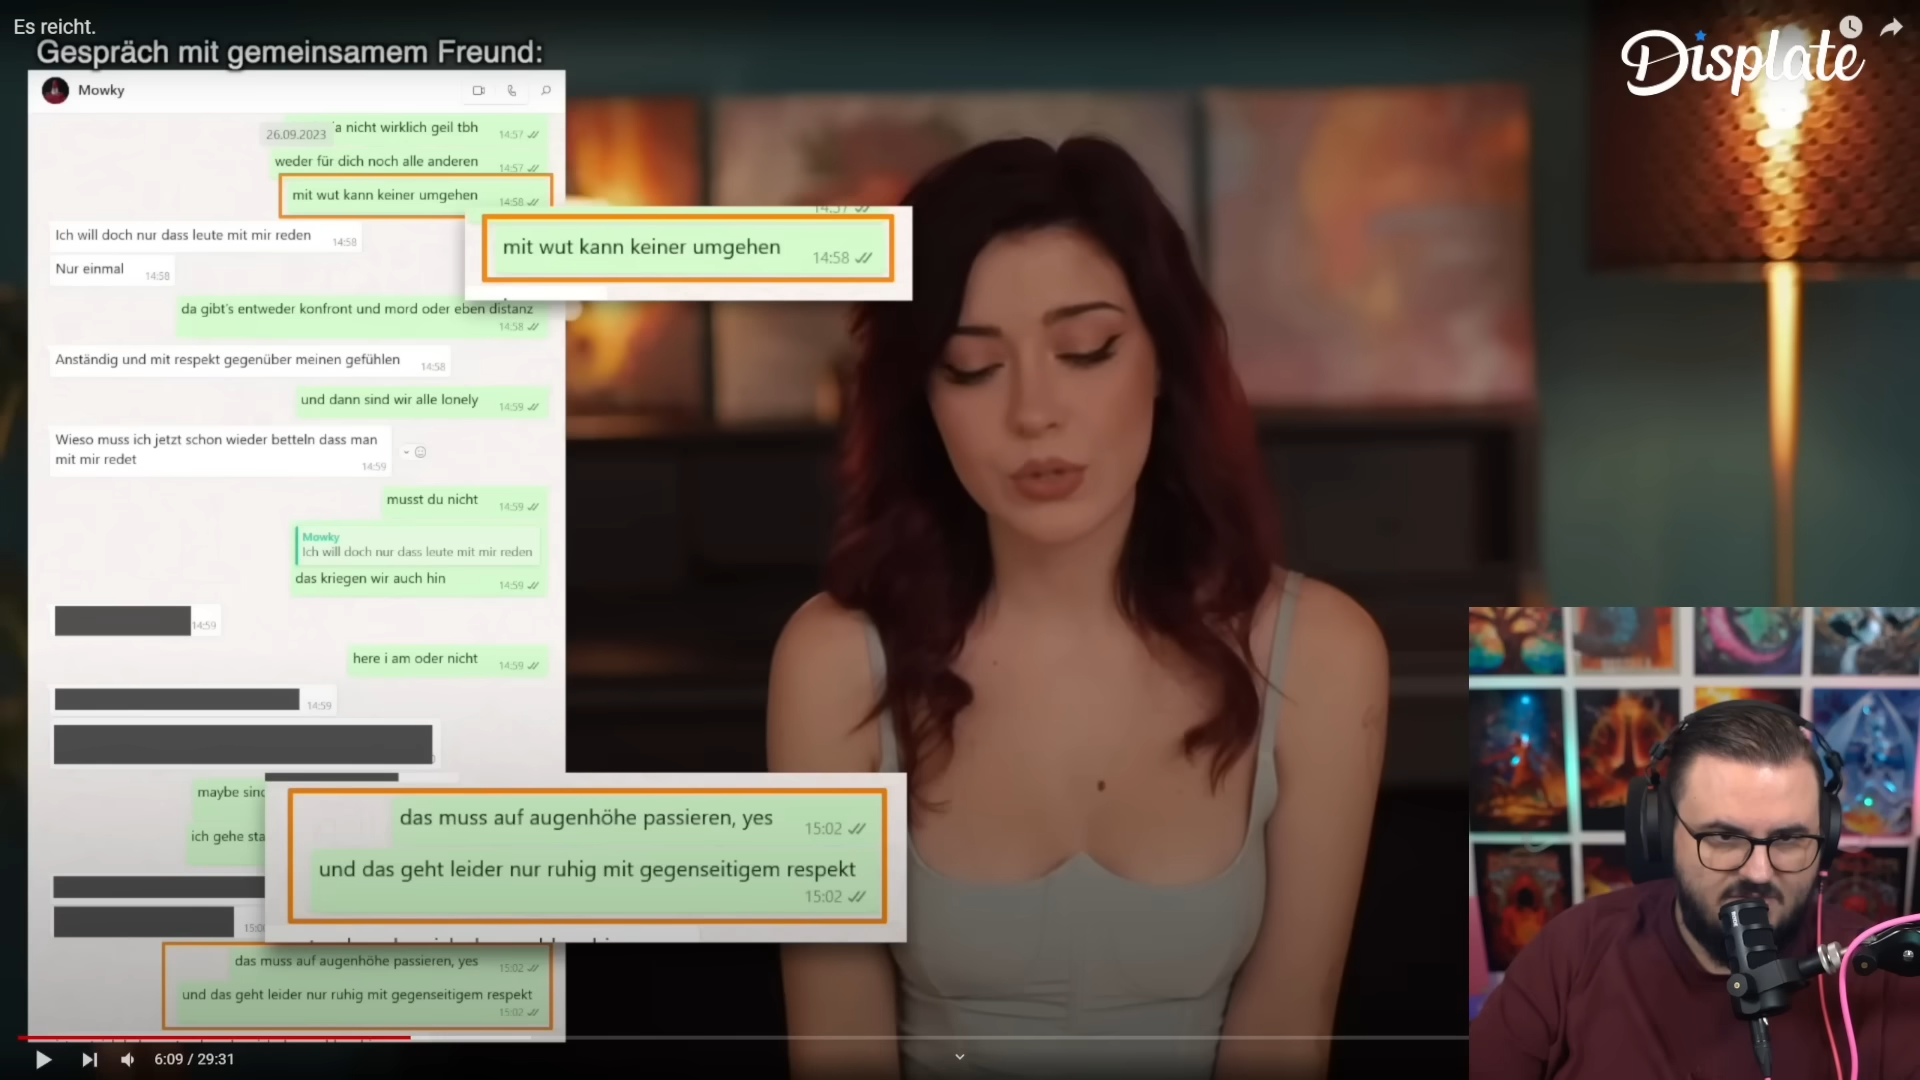 Es reicht.
Gespräch mit gemeinsamem Freund:
Displate
Mowky
26.09.2023
nicht wirklich geil tbh 14:57
weder für dich noch alle anderen 14:57
mit wut kann keiner umgehen 14:58
14:57
mit wut kann keiner umgehen 14:58
Ich will doch nur dass leute mit mir reden 14:58
Nur einmal 14:58
da gibt's entweder konfront und mord oder eben distanz
14:58
Anständig und mit respekt gegenüber meinen gefühlen 14:58
und dann sind wir alle lonely 14:59
Wieso muss ich jetzt schon wieder betteln dass man
mit mir redet 14:59
musst du nicht 14:59
Mowky
Ich will doch nur dass leute mit mir reden
das kriegen wir auch hin 14:59
14:59
here i am oder nicht 14:59
14:59
maybe
ich gehe
das muss auf augenhöhe passieren, yes 15:02
und das geht leider nur ruhig mit gegenseitigem respekt
15:02
das muss auf augenhöhe passieren, yes 15:02
und das geht leider nur ruhig mit gegenseitigem respekt
15:02
6:09 / 29:31